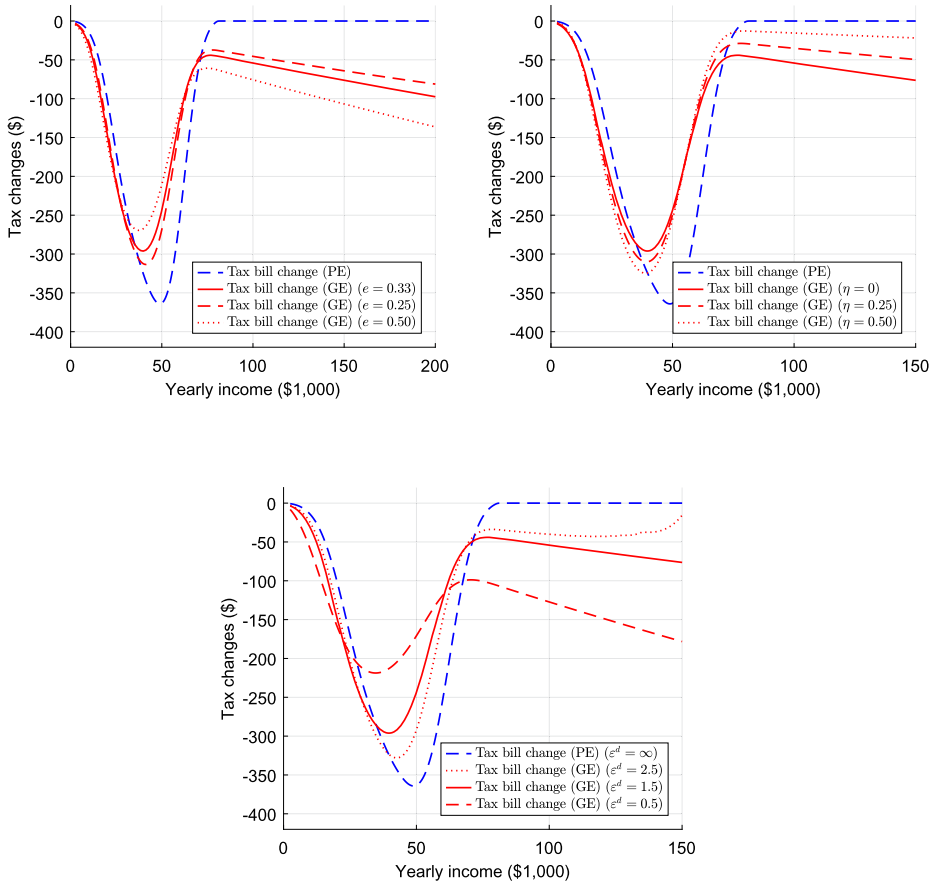 0
-50
-100
-150
-200
-250
-300
-350
-400
Tax changes ($)
Tax bill change (PE)
Tax bill change (GE) (e = 0.33)
Tax bill change (GE) (e = 0.25)
Tax bill change (GE) (e = 0.50)
0 50 100 150 200
Yearly income ($1,000)
0
-50
-100
-150
-200
-250
-300
-350
-400
Tax changes ($)
Tax bill change (PE)
Tax bill change (GE) (η = 0)
Tax bill change (GE) (η = 0.25)
Tax bill change (GE) (η = 0.50)
0 50 100 150
Yearly income ($1,000)
0
-50
-100
-150
-200
-250
-300
-350
-400
Tax changes ($)
Tax bill change (PE) (εᵈ = ∞)
Tax bill change (GE) (εᵈ = 2.5)
Tax bill change (GE) (εᵈ = 1.5)
Tax bill change (GE) (εᵈ = 0.5)
0 50 100 150
Yearly income ($1,000)